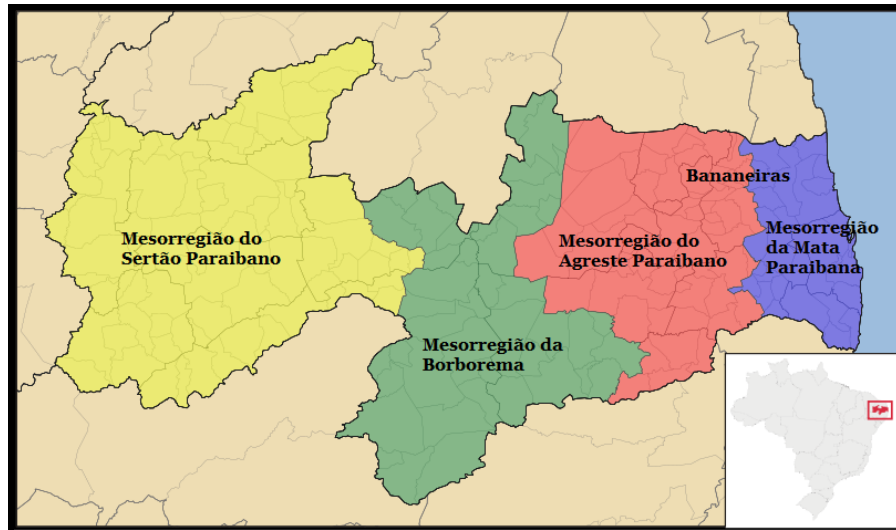 Bananeiras
Mesorregião do
Sertão Paraibano
Mesorregião do
Agreste Paraibano
Mesorregião
da Mata
Paraibana
Mesorregião da
Borborema